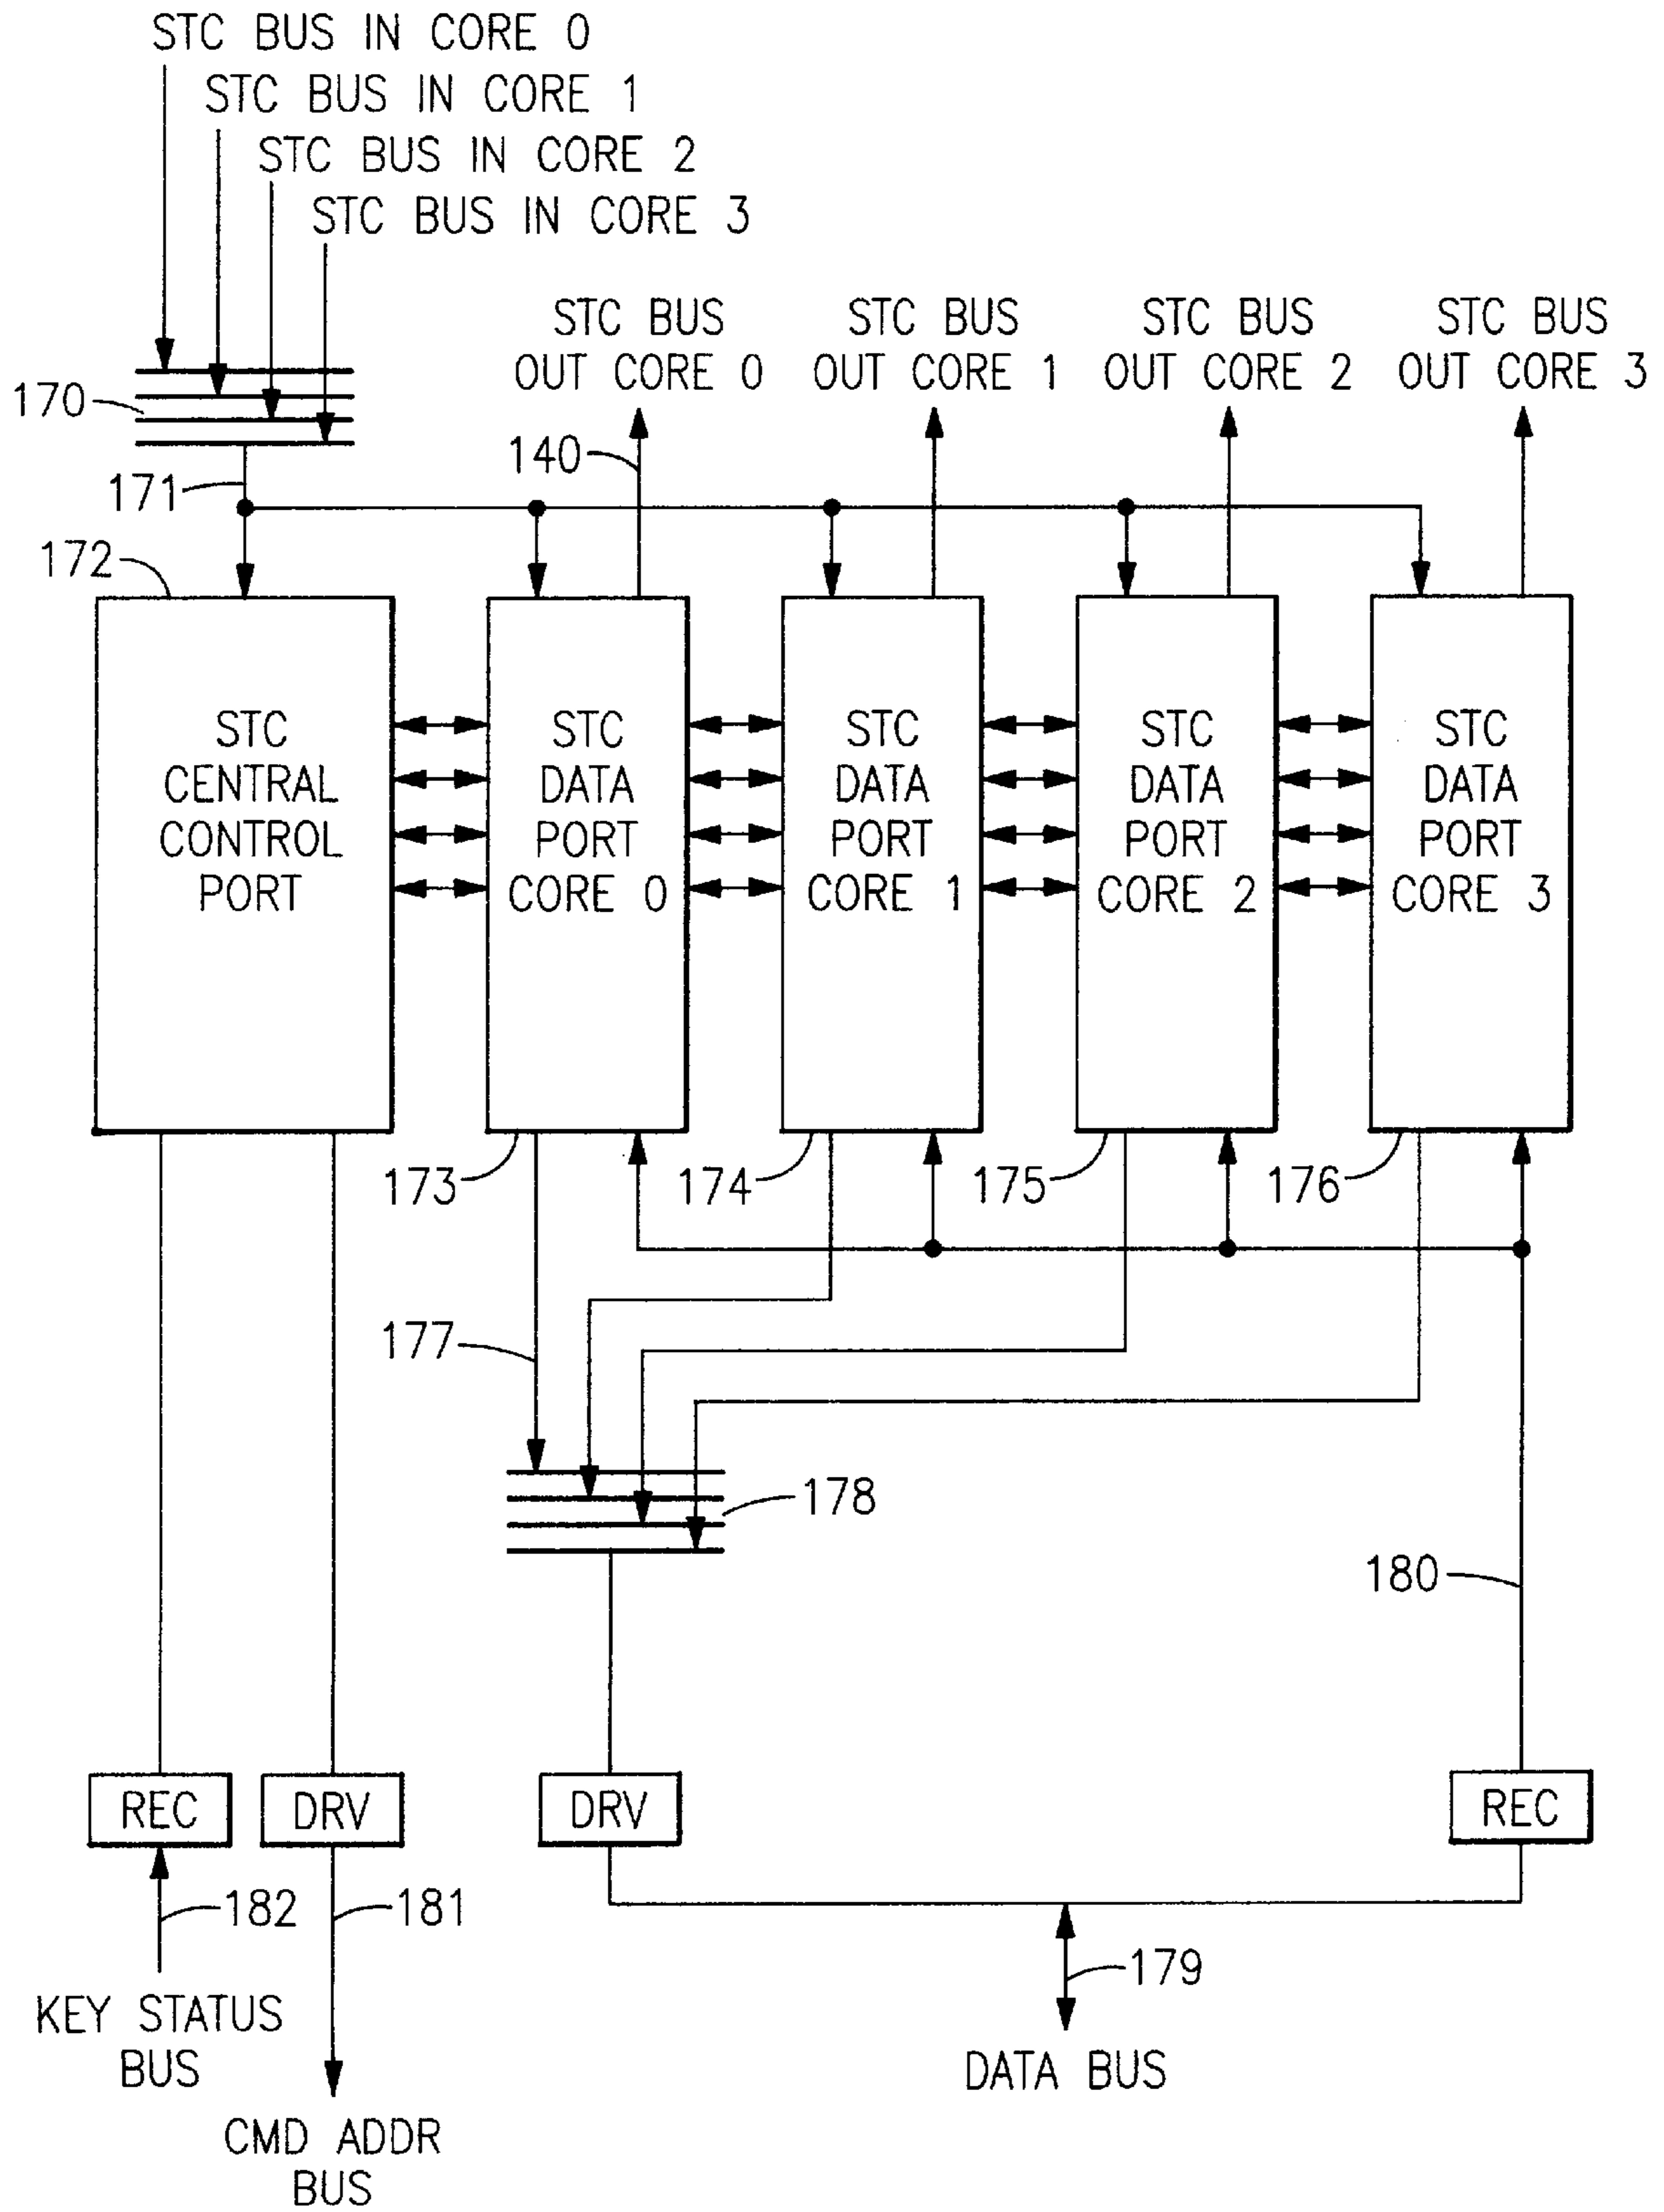 STC BUS IN CORE 0
STC BUS IN CORE 1
STC BUS IN CORE 2
STC BUS IN CORE 3
STC BUS
OUT CORE 0
STC BUS
OUT CORE 1
STC BUS
OUT CORE 2
STC BUS
OUT CORE 3
170
140
171
172
STC
CENTRAL
CONTROL
PORT
STC
DATA
PORT
CORE 0
STC
DATA
PORT
CORE 1
STC
DATA
PORT
CORE 2
STC
DATA
PORT
CORE 3
173
174
175
176
177
178
180
REC
DRV
DRV
REC
182
181
179
KEY STATUS
BUS
DATA BUS
CMD ADDR
BUS